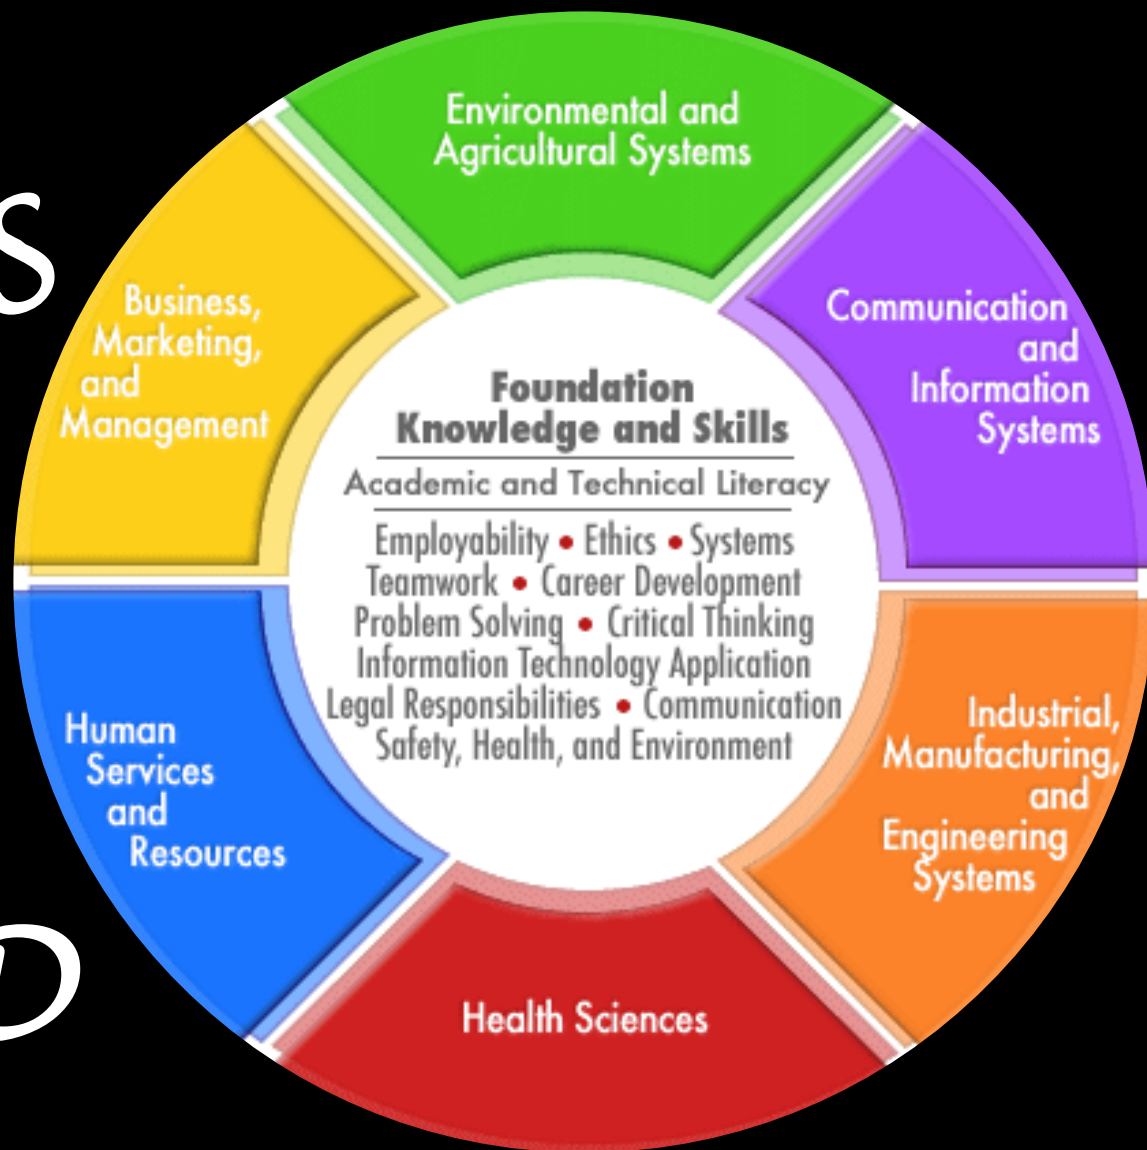 Environmental and
Agricultural Systems
Communication
and
Information
Systems
Industrial,
Manufacturing,
and
Engineering
Systems
Health Sciences
Human
Services
and
Resources
Business,
Marketing,
and
Management
Foundation
Knowledge and Skills
Academic and Technical Literacy
Employability • Ethics • Systems
Teamwork • Career Development
Problem Solving • Critical Thinking
Information Technology Application
Legal Responsibilities • Communication
Safety, Health, and Environment